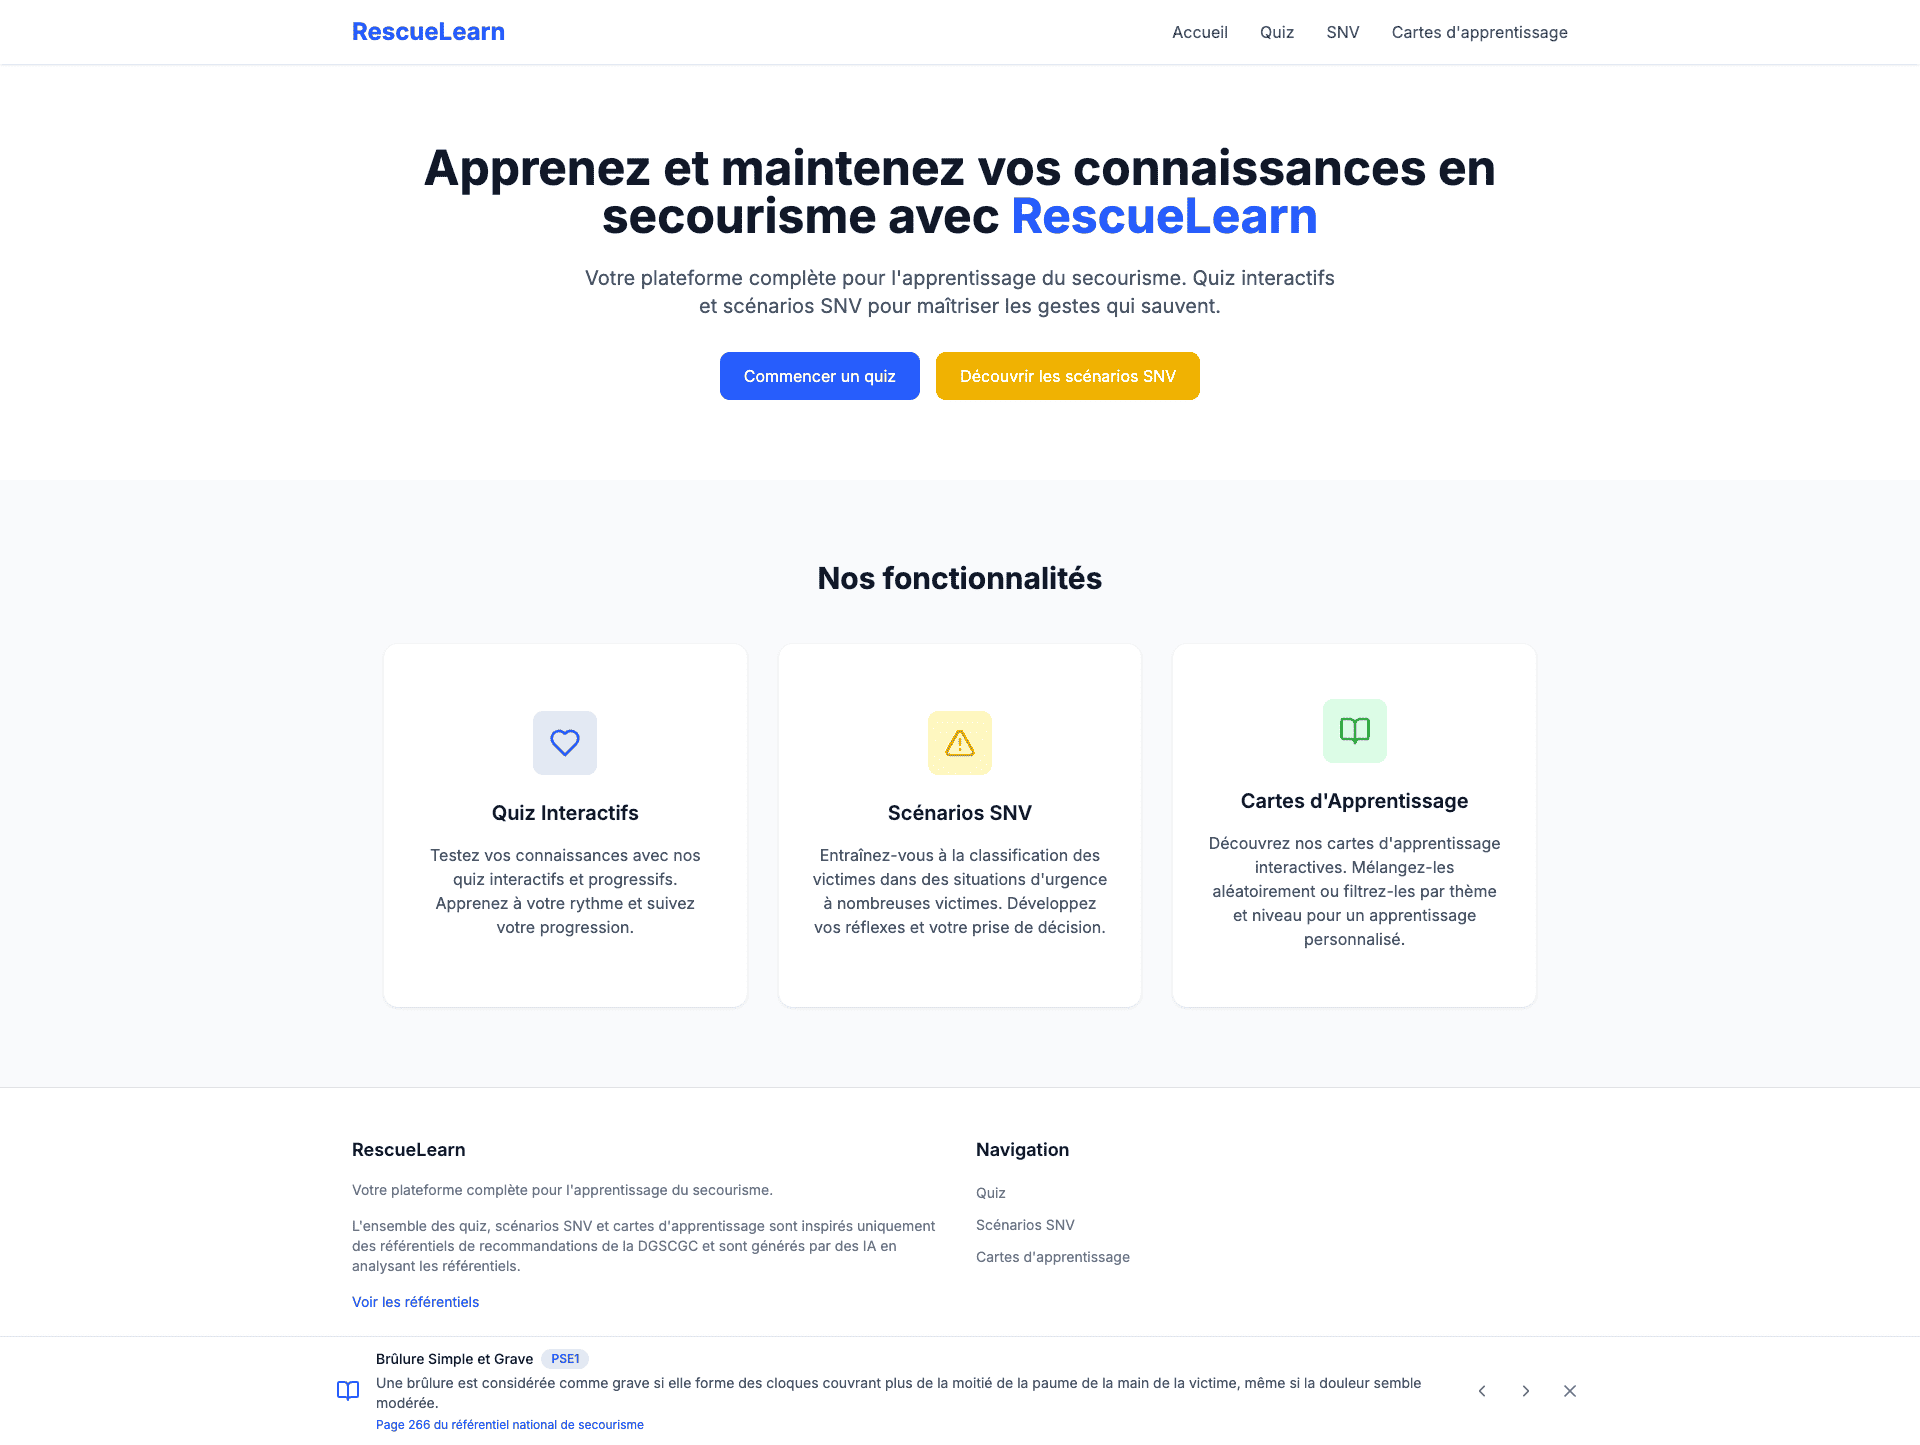 RescueLearn
Accueil
Quiz
SNV
Cartes d'apprentissage
Apprenez et maintenez vos connaissances en
secourisme avec RescueLearn
Votre plateforme complète pour l'apprentissage du secourisme. Quiz interactifs
et scénarios SNV pour maîtriser les gestes qui sauvent.
Commencer un quiz
Découvrir les scénarios SNV
Nos fonctionnalités
Quiz Interactifs
Testez vos connaissances avec nos
quiz interactifs et progressifs.
Apprenez à votre rythme et suivez
votre progression.
Scénarios SNV
Entraînez-vous à la classification des
victimes dans des situations d'urgence
à nombreuses victimes. Développez
vos réflexes et votre prise de décision.
Cartes d'Apprentissage
Découvrez nos cartes d'apprentissage
interactives. Mélangez-les
aléatoirement ou filtrez-les par thème
et niveau pour un apprentissage
personnalisé.
RescueLearn
Votre plateforme complète pour l'apprentissage du secourisme.
L'ensemble des quiz, scénarios SNV et cartes d'apprentissage sont inspirés uniquement
des référentiels de recommandations de la DGSCGC et sont générés par des IA en
analysant les référentiels.
Voir les référentiels
Navigation
Quiz
Scénarios SNV
Cartes d'apprentissage
Brûlure Simple et Grave PSE1
Une brûlure est considérée comme grave si elle forme des cloques couvrant plus de la moitié de la paume de la main de la victime, même si la douleur semble
modérée.
Page 266 du référentiel national de secourisme